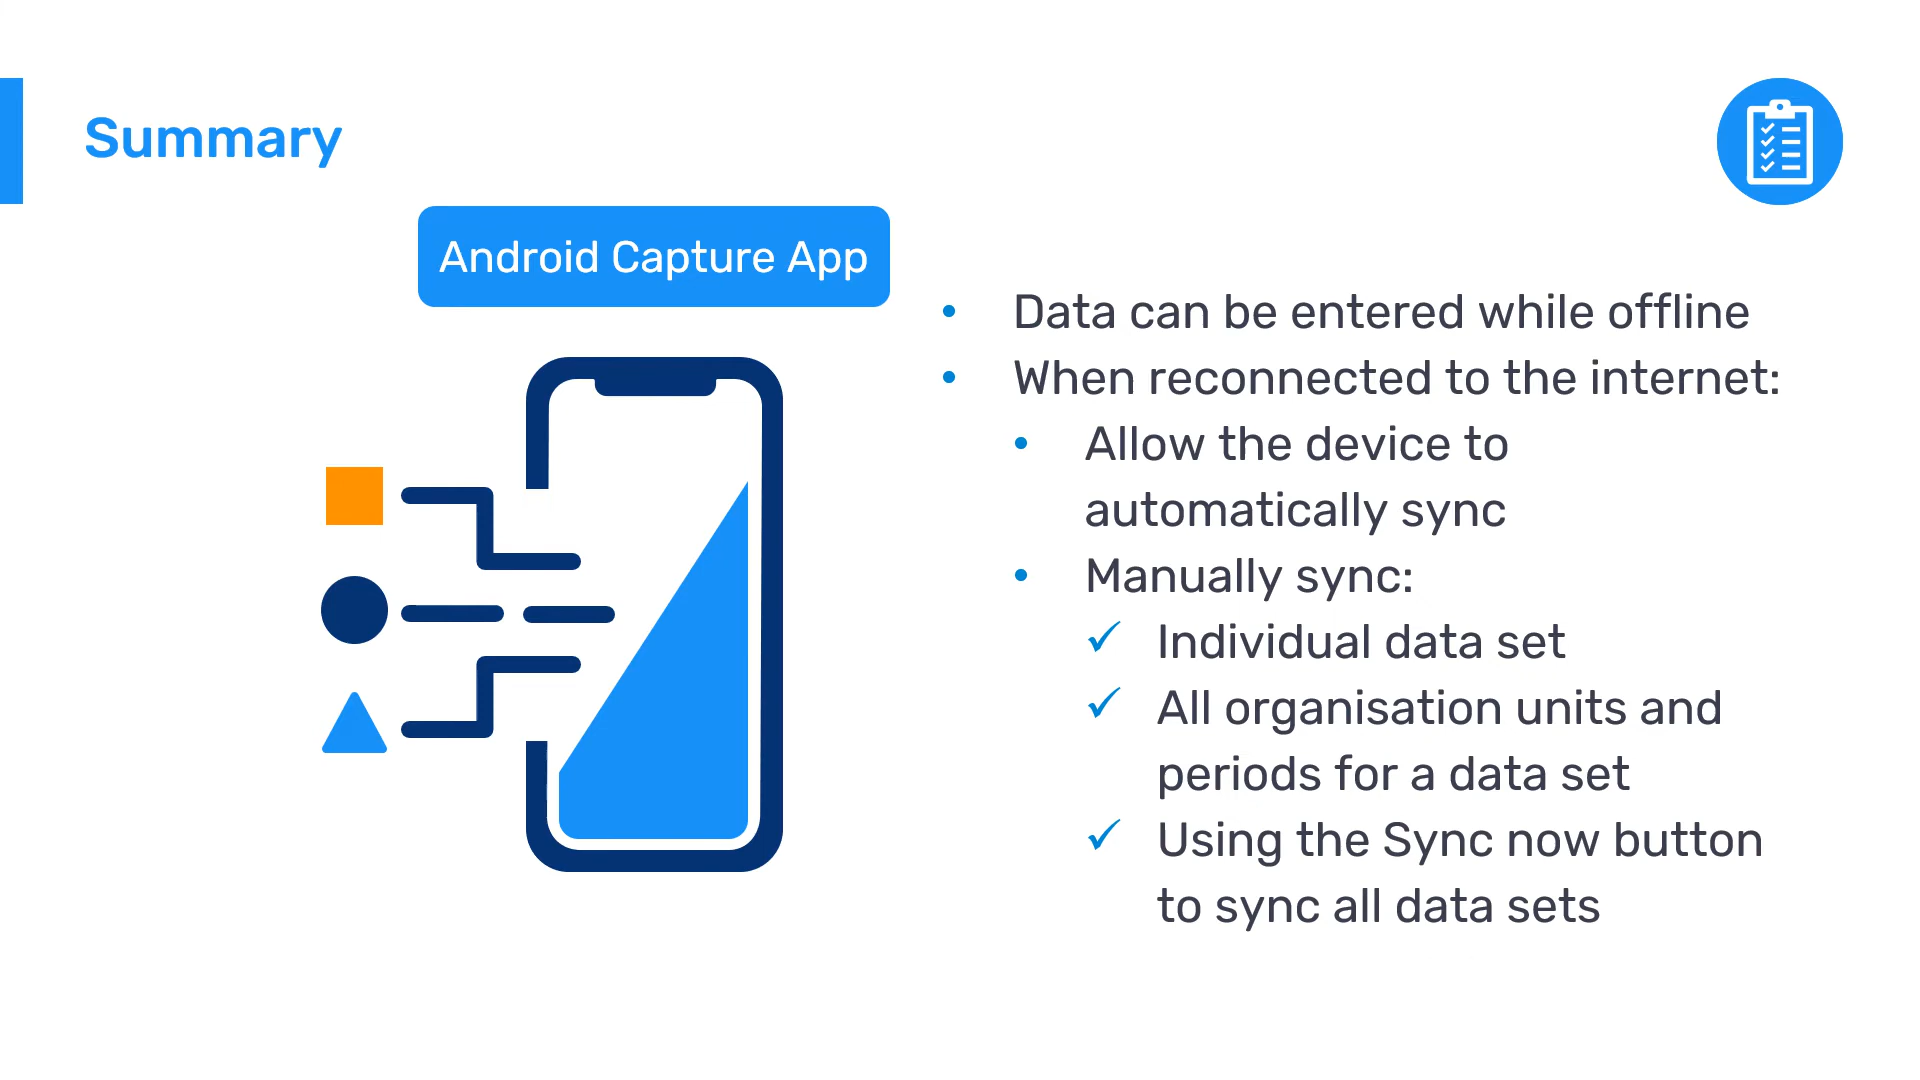 Summary
Android Capture App
• Data can be entered while offline
• When reconnected to the internet:
• Allow the device to
automatically sync
• Manually sync:
✓ Individual data set
✓ All organisation units and
periods for a data set
✓ Using the Sync now button
to sync all data sets